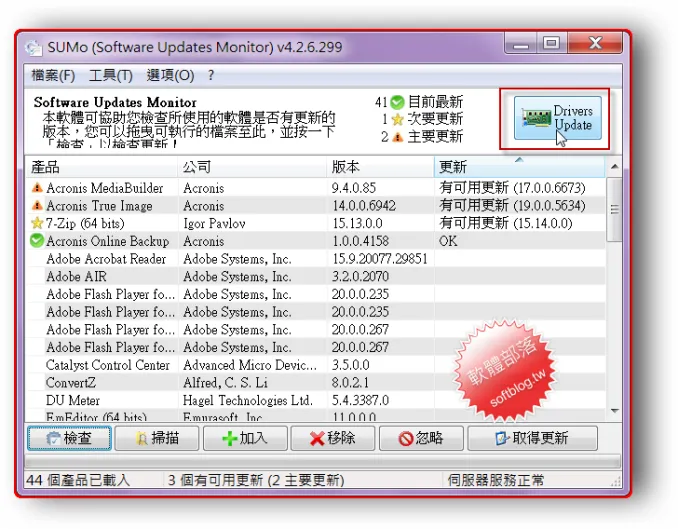 SUMo (Software Updates Monitor) v4.2.6.299
檔案(F) 工具(T) 選項(O) ?
Software Updates Monitor
本軟體可協助您檢查所使用的軟體是否有更新的
版本，您可以拖曳可執行的檔案至此，並按一下
「檢查」以檢查更新！
41 目前最新
1 次要更新
2 主要更新
Drivers
Update
產品 公司 版本 更新
Acronis MediaBuilder Acronis 9.4.0.85 有可用更新 (17.0.0.6673)
Acronis True Image Acronis 14.0.0.6942 有可用更新 (19.0.0.5634)
7-Zip (64 bits) Igor Pavlov 15.13.0.0 有可用更新 (15.14.0.0)
Acronis Online Backup Acronis 1.0.0.4158 OK
Adobe Acrobat Reader Adobe Systems, Inc. 15.9.20077.29851
Adobe AIR Adobe Systems, Inc. 3.2.0.2070
Adobe Flash Player fo... Adobe Systems, Inc. 20.0.0.235
Adobe Flash Player fo... Adobe Systems, Inc. 20.0.0.235
Adobe Flash Player fo... Adobe Systems, Inc. 20.0.0.267
Adobe Flash Player fo... Adobe Systems, Inc. 20.0.0.267
Catalyst Control Center Advanced Micro Devic... 3.5.0.0
ConvertZ Alfred, C. S. Li 8.0.2.1
DU Meter Hagel Technologies Ltd. 5.4.3387.0
EmEditor (64 bits) Emurasoft, Inc. 11.0.0.0
軟體部落
softblog.tw
檢查 掃描 加入 移除 忽略 取得更新
44 個產品已載入 3 個有可用更新 (2 主要更新) 伺服器服務正常